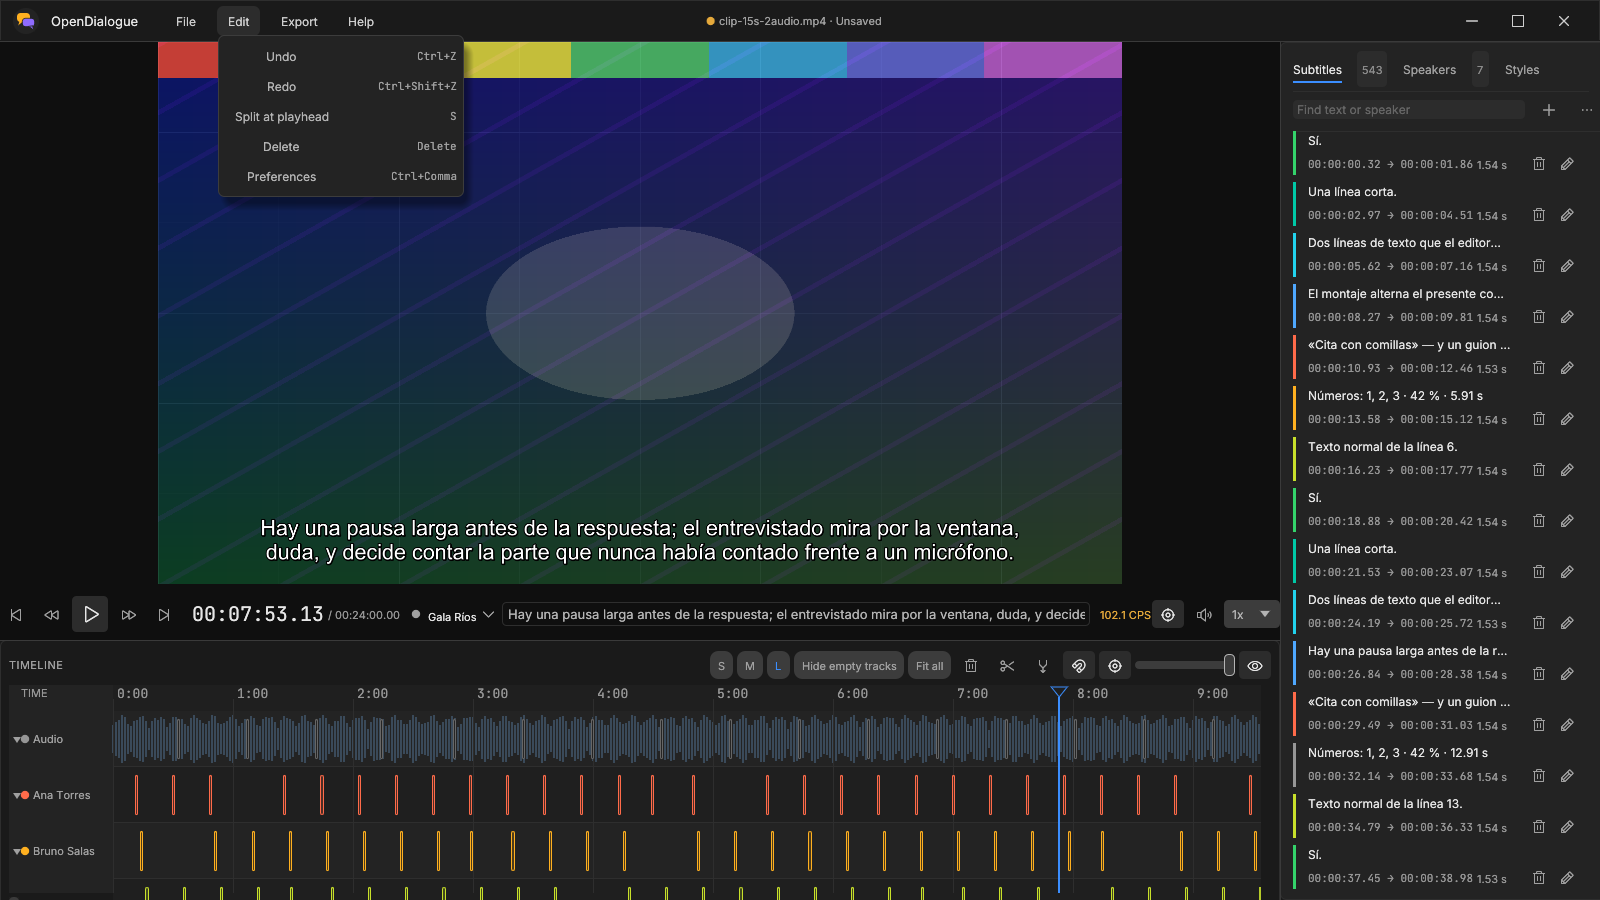 OpenDialogue
File
Edit
Export
Help
clip-15s-2audio.mp4 · Unsaved
Undo Ctrl+Z
Redo Ctrl+Shift+Z
Split at playhead S
Delete Delete
Preferences Ctrl+Comma
Hay una pausa larga antes de la respuesta; el entrevistado mira por la ventana,
duda, y decide contar la parte que nunca había contado frente a un micrófono.
00:07:53.13 / 00:24:00.00
Gala Ríos
Hay una pausa larga antes de la respuesta; el entrevistado mira por la ventana, duda, y decide
102.1 CPS
1x
TIMELINE
S
M
L
Hide empty tracks
Fit all
TIME
0:00 1:00 2:00 3:00 4:00 5:00 6:00 7:00 8:00 9:00
Audio
Ana Torres
Bruno Salas
Subtitles 543
Speakers 7
Styles
Find text or speaker
Sí.
00:00:00.32 → 00:00:01.86 1.54 s
Una línea corta.
00:00:02.97 → 00:00:04.51 1.54 s
Dos líneas de texto que el editor...
00:00:05.62 → 00:00:07.16 1.54 s
El montaje alterna el presente co...
00:00:08.27 → 00:00:09.81 1.54 s
«Cita con comillas» — y un guion ...
00:00:10.93 → 00:00:12.46 1.53 s
Números: 1, 2, 3 · 42 % · 5.91 s
00:00:13.58 → 00:00:15.12 1.54 s
Texto normal de la línea 6.
00:00:16.23 → 00:00:17.77 1.54 s
Sí.
00:00:18.88 → 00:00:20.42 1.54 s
Una línea corta.
00:00:21.53 → 00:00:23.07 1.54 s
Dos líneas de texto que el editor...
00:00:24.19 → 00:00:25.72 1.53 s
Hay una pausa larga antes de la r...
00:00:26.84 → 00:00:28.38 1.54 s
«Cita con comillas» — y un guion ...
00:00:29.49 → 00:00:31.03 1.54 s
Números: 1, 2, 3 · 42 % · 12.91 s
00:00:32.14 → 00:00:33.68 1.54 s
Texto normal de la línea 13.
00:00:34.79 → 00:00:36.33 1.54 s
Sí.
00:00:37.45 → 00:00:38.98 1.53 s